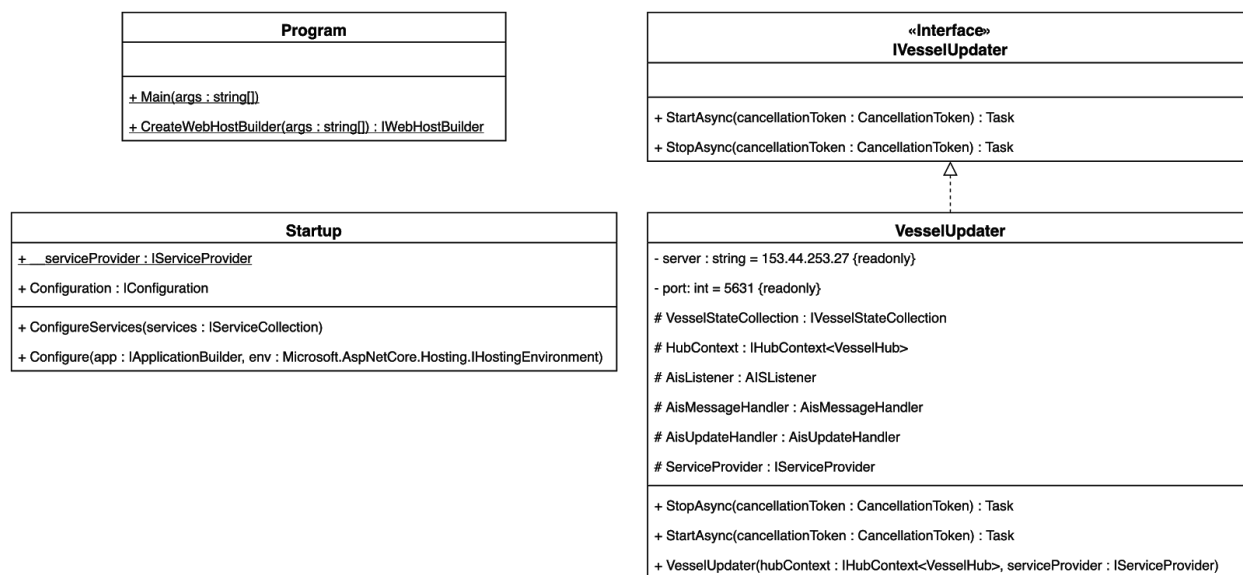 Program
+ Main(args : string[])
+ CreateWebHostBuilder(args : string[]) : IWebHostBuilder
«Interface»
IVesselUpdater
+ StartAsync(cancellationToken : CancellationToken) : Task
+ StopAsync(cancellationToken : CancellationToken) : Task
Startup
+ __serviceProvider : IServiceProvider
+ Configuration : IConfiguration
+ ConfigureServices(services : IServiceCollection)
+ Configure(app : IApplicationBuilder, env : Microsoft.AspNetCore.Hosting.IHostingEnvironment)
VesselUpdater
- server : string = 153.44.253.27 {readonly}
- port: int = 5631 {readonly}
# VesselStateCollection : IVesselStateCollection
# HubContext : IHubContext<VesselHub>
# AisListener : AISListener
# AisMessageHandler : AisMessageHandler
# AisUpdateHandler : AisUpdateHandler
# ServiceProvider : IServiceProvider
+ StopAsync(cancellationToken : CancellationToken) : Task
+ StartAsync(cancellationToken : CancellationToken) : Task
+ VesselUpdater(hubContext : IHubContext<VesselHub>, serviceProvider : IServiceProvider)